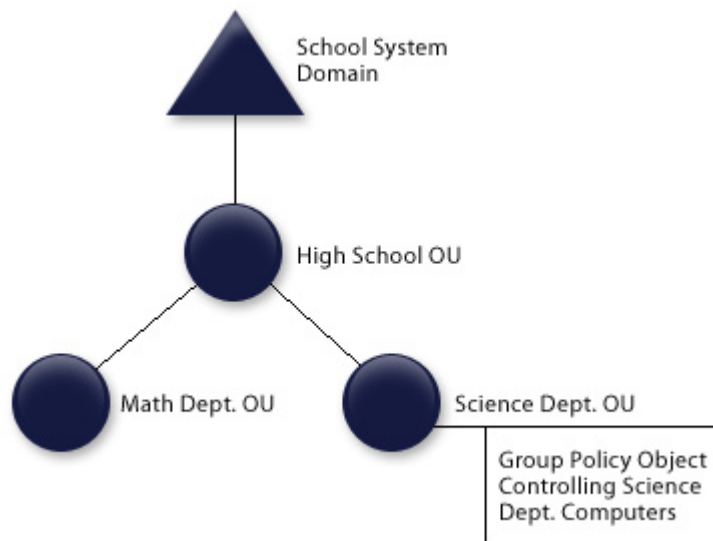 School System
Domain
High School OU
Math Dept. OU
Science Dept. OU
Group Policy Object
Controlling Science
Dept. Computers